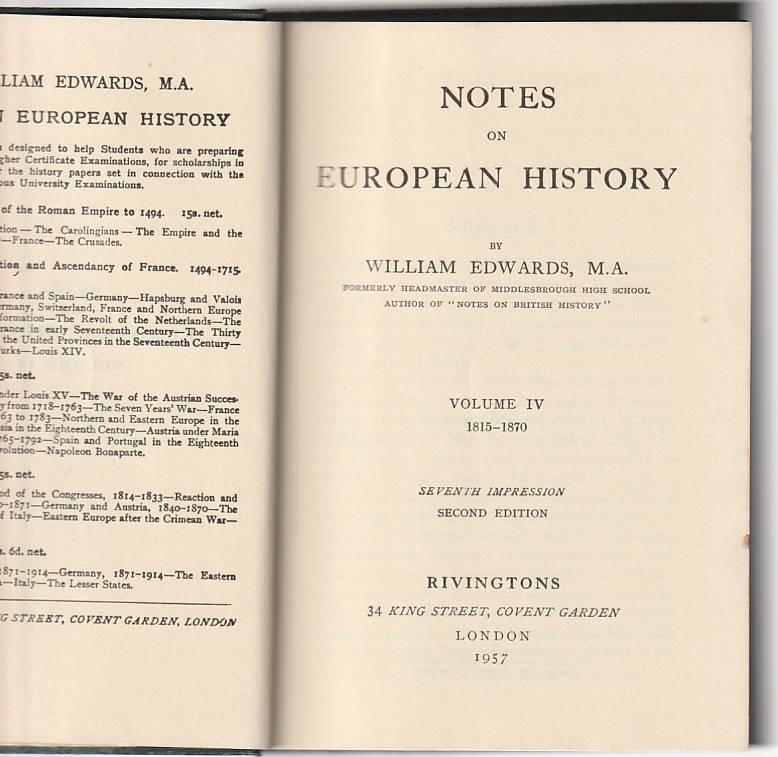 LIAM EDWARDS, M.A.
EUROPEAN HISTORY
designed to help Students who are preparing
gher Certificate Examinations, for scholarships in
the history papers set in connection with the
ous University Examinations.
of the Roman Empire to 1494. 15s. net.
tion — The Carolingians — The Empire and the
—France—The Crusades.
tion and Ascendancy of France. 1494-1715.
rance and Spain—Germany—Hapsburg and Valois
ermany, Switzerland, France and Northern Europe
formation—The Revolt of the Netherlands—The
rance in early Seventeenth Century—The Thirty
the United Provinces in the Seventeenth Century—
urks—Louis XIV.
5s. net.
nder Louis XV—The War of the Austrian Succes-
y from 1718-1763—The Seven Years' War—France
63 to 1783—Northern and Eastern Europe in the
sia in the Eighteenth Century—Austria under Maria
765-1792—Spain and Portugal in the Eighteenth
volution—Napoleon Bonaparte.
5s. net.
od of the Congresses, 1814-1833—Reaction and
0-1871—Germany and Austria, 1840-1870—The
f Italy—Eastern Europe after the Crimean War—
s. 6d. net.
1871-1914—Germany, 1871-1914—The Eastern
—Italy—The Lesser States.
G STREET, COVENT GARDEN, LONDON
NOTES
ON
EUROPEAN HISTORY
BY
WILLIAM EDWARDS, M.A.
FORMERLY HEADMASTER OF MIDDLESBROUGH HIGH SCHOOL
AUTHOR OF "NOTES ON BRITISH HISTORY"
VOLUME IV
1815-1870
SEVENTH IMPRESSION
SECOND EDITION
RIVINGTONS
34 KING STREET, COVENT GARDEN
LONDON
1957